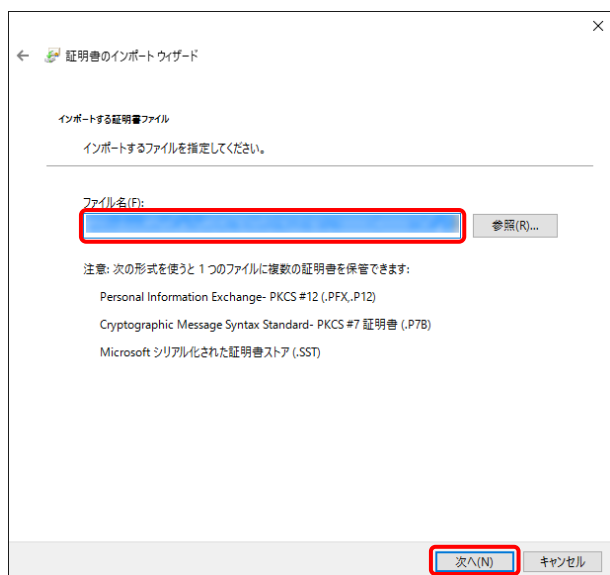 証明書のインポート ウィザード
インポートする証明書ファイル
インポートするファイルを指定してください。
ファイル名(F):
参照(R)...
注意: 次の形式を使うと 1 つのファイルに複数の証明書を保管できます:
Personal Information Exchange- PKCS #12 (.PFX,.P12)
Cryptographic Message Syntax Standard- PKCS #7 証明書 (.P7B)
Microsoft シリアル化された証明書ストア (.SST)
次へ(N)
キャンセル